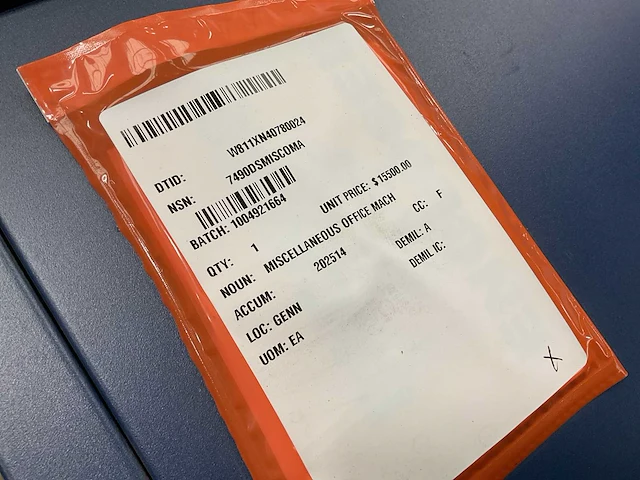 DTID: W811XN40780024
NSN: 7490DSMISCOMA
BATCH: 1004921664
QTY: 1 UNIT PRICE: $15500.00
NOUN: MISCELLANEOUS OFFICE MACH CC: F
ACCUM: 202514 DEMIL: A
LOC: GENN DEMIL IC:
UOM: EA
X